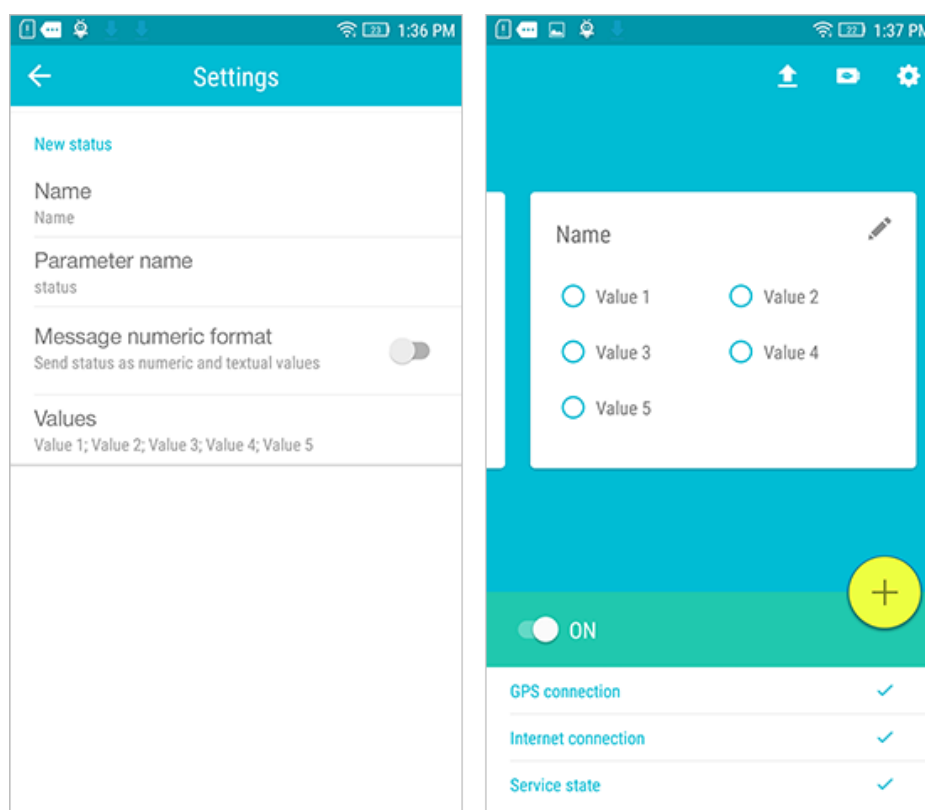 22 1:36 PM
Settings
New status
Name
Name
Parameter name
status
Message numeric format
Send status as numeric and textual values
Values
Value 1; Value 2; Value 3; Value 4; Value 5
22 1:37 PM
Name
Value 1 Value 2
Value 3 Value 4
Value 5
ON
GPS connection
Internet connection
Service state